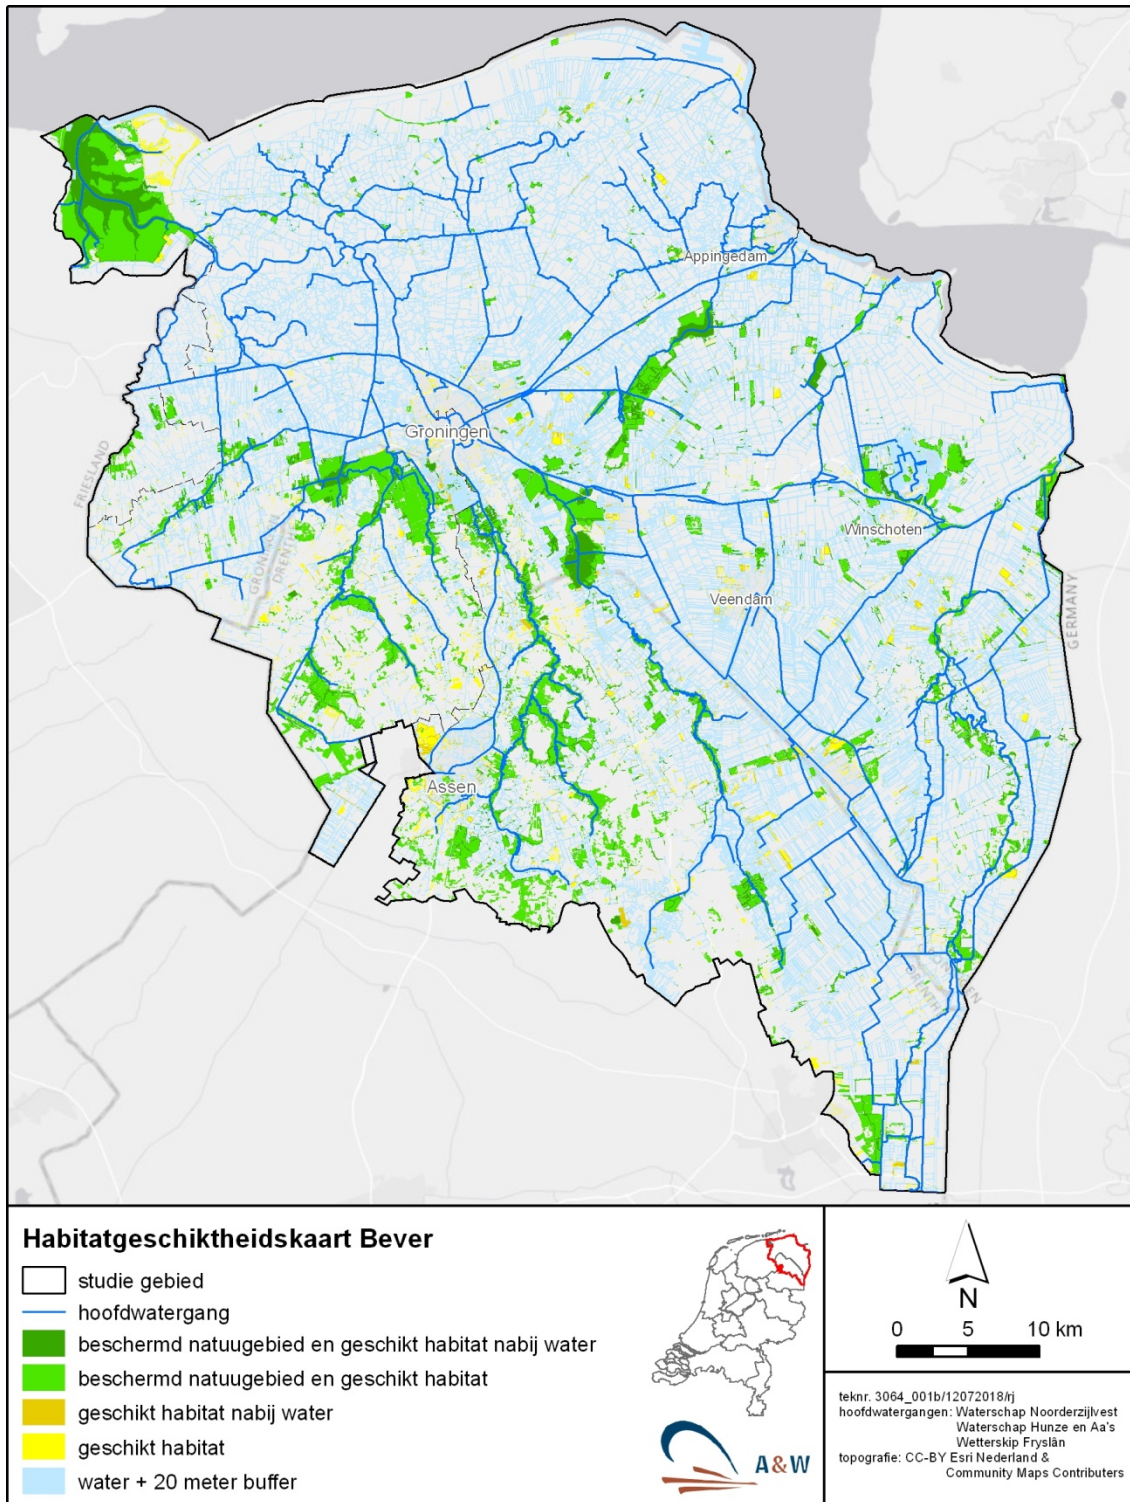 Appingedam
Groningen
FRIESLAND
GRONINGEN
DRENTHE
Winschoten
Veendam
GERMANY
Assen
GRONINGEN
DRENTHE
Habitatgeschiktheidskaart Bever
studie gebied
hoofdwatergang
beschermd natuugebied en geschikt habitat nabij water
beschermd natuugebied en geschikt habitat
geschikt habitat nabij water
geschikt habitat
water + 20 meter buffer
A&W
N
0 5 10 km
teknr. 3064_001b/12072018/rj
hoofdwatergangen: Waterschap Noorderzijlvest
Waterschap Hunze en Aa's
Wetterskip Fryslân
topografie: CC-BY Esri Nederland &
Community Maps Contributers